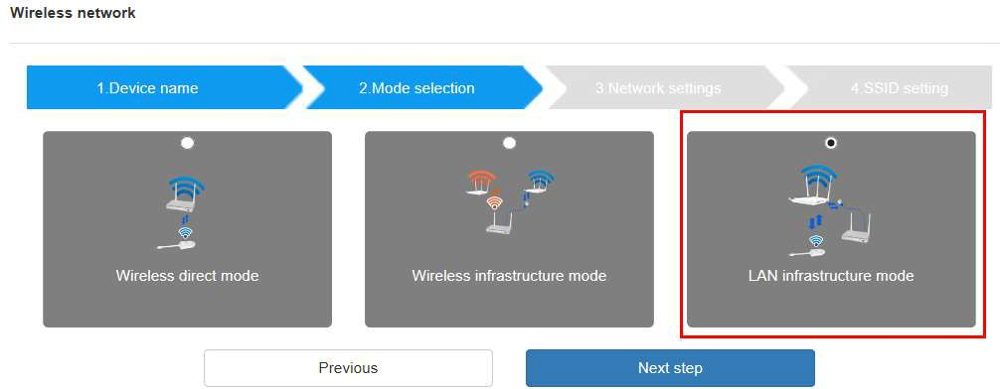 Wireless network
1.Device name
2.Mode selection
3.Network settings
4.SSID setting
Wireless direct mode
Wireless infrastructure mode
LAN infrastructure mode
Previous
Next step